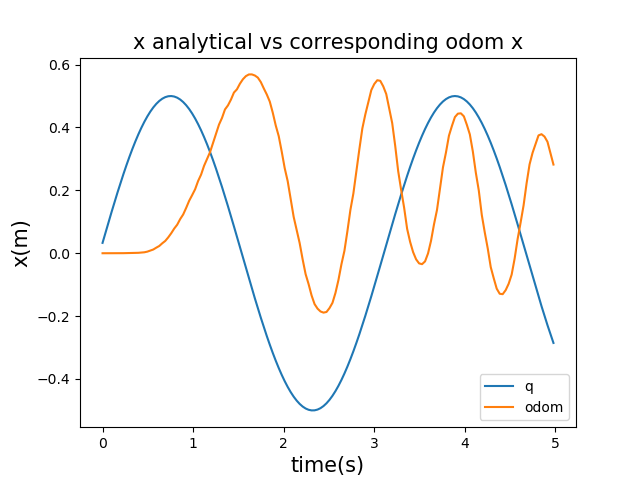 x analytical vs corresponding odom x
x(m)
0.6
0.4
0.2
0.0
−0.2
−0.4
0 1 2 3 4 5
time(s)
q
odom